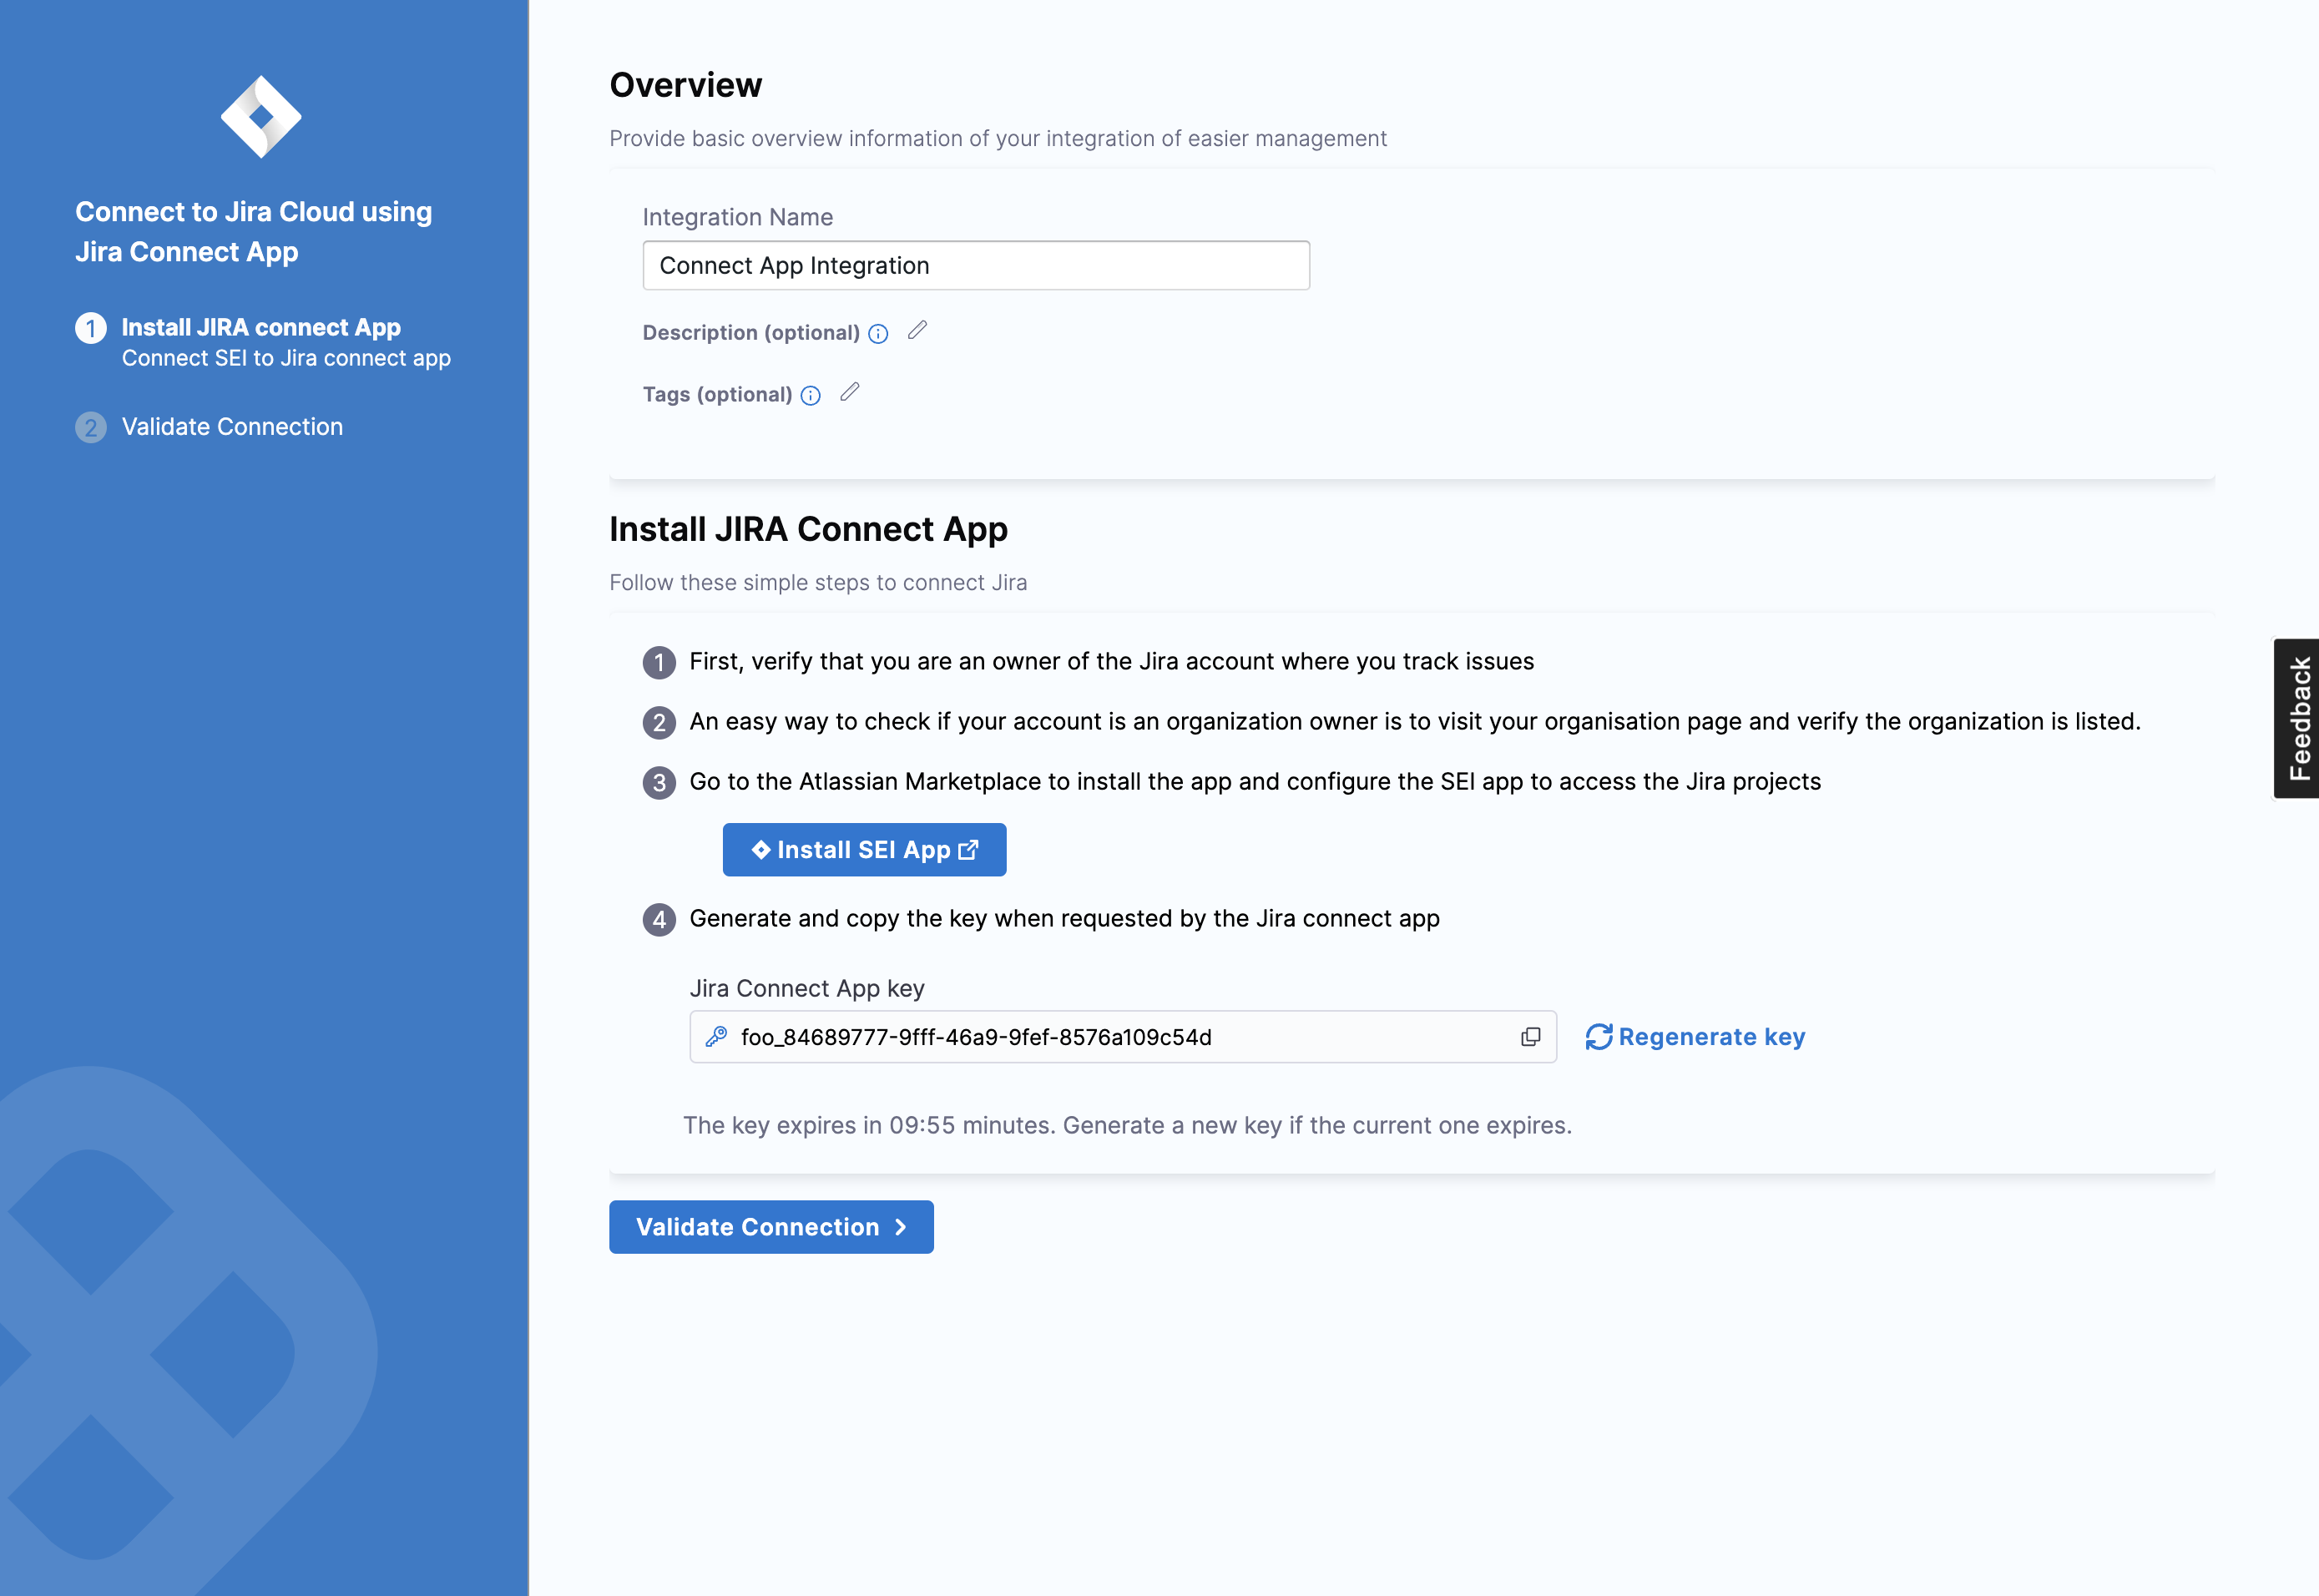 Connect to Jira Cloud using
Jira Connect App
1 Install JIRA connect App
Connect SEI to Jira connect app
2 Validate Connection
Overview
Provide basic overview information of your integration of easier management
Integration Name
Connect App Integration
Description (optional)
Tags (optional)
Install JIRA Connect App
Follow these simple steps to connect Jira
1 First, verify that you are an owner of the Jira account where you track issues
2 An easy way to check if your account is an organization owner is to visit your organisation page and verify the organization is listed.
3 Go to the Atlassian Marketplace to install the app and configure the SEI app to access the Jira projects
Install SEI App
4 Generate and copy the key when requested by the Jira connect app
Jira Connect App key
foo_84689777-9fff-46a9-9fef-8576a109c54d
Regenerate key
The key expires in 09:55 minutes. Generate a new key if the current one expires.
Validate Connection
Feedback